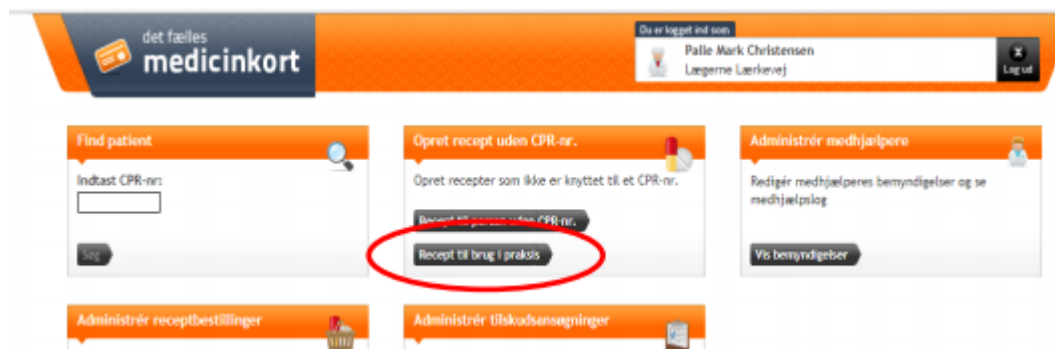 det fælles
medicinkort
Du er logget ind som
Palle Mark Christensen
Lægerne Lærkevej
X
Log ud
Find patient
Indtast CPR-nr:
Søg
Opret recept uden CPR-nr.
Opret recepter som ikke er knyttet til et CPR-nr.
Recept til person uden CPR-nr.
Recept til brug i praksis
Administrér medhjælpere
Redigér medhjælperes bemyndigelser og se
medhjælpslog
Vis bemyndigelser
Administrér receptbestillinger
Administrér tilskudsansøgninger